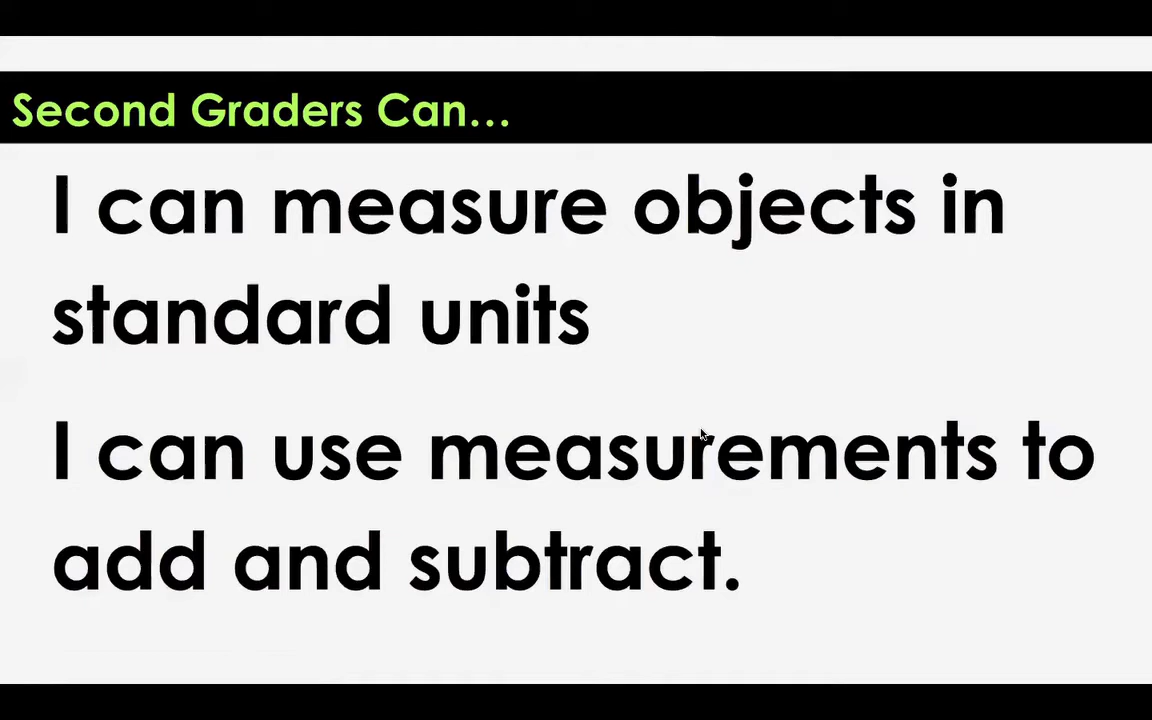 Second Graders Can...
I can measure objects in
standard units
I can use measurements to
add and subtract.